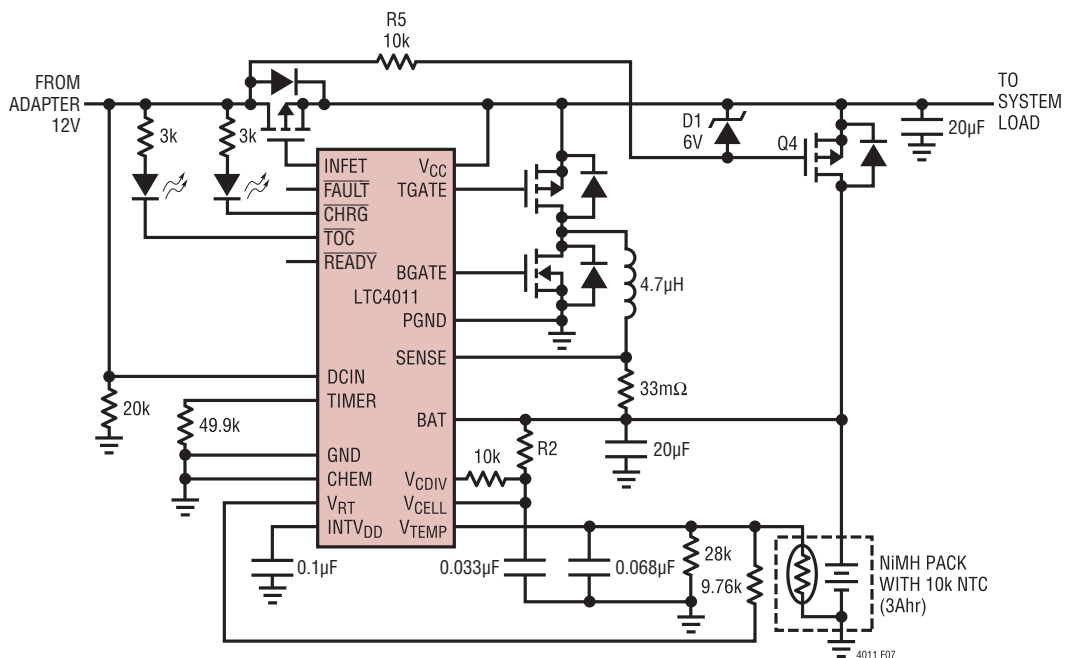 R5
10k
FROM
ADAPTER
12V
TO
SYSTEM
LOAD
3k
3k
D1
6V
Q4
20µF
INFET
FAULT
CHRG
TOC
READY
LTC4011
DCIN
TIMER
GND
CHEM
VRT
INTVDD
VCC
TGATE
BGATE
PGND
SENSE
BAT
VCDIV
VCELL
VTEMP
4.7µH
33mΩ
20k
49.9k
10k
R2
20µF
0.1µF
0.033µF
0.068µF
28k
9.76k
NiMH PACK
WITH 10k NTC
(3Ahr)
4011 F07